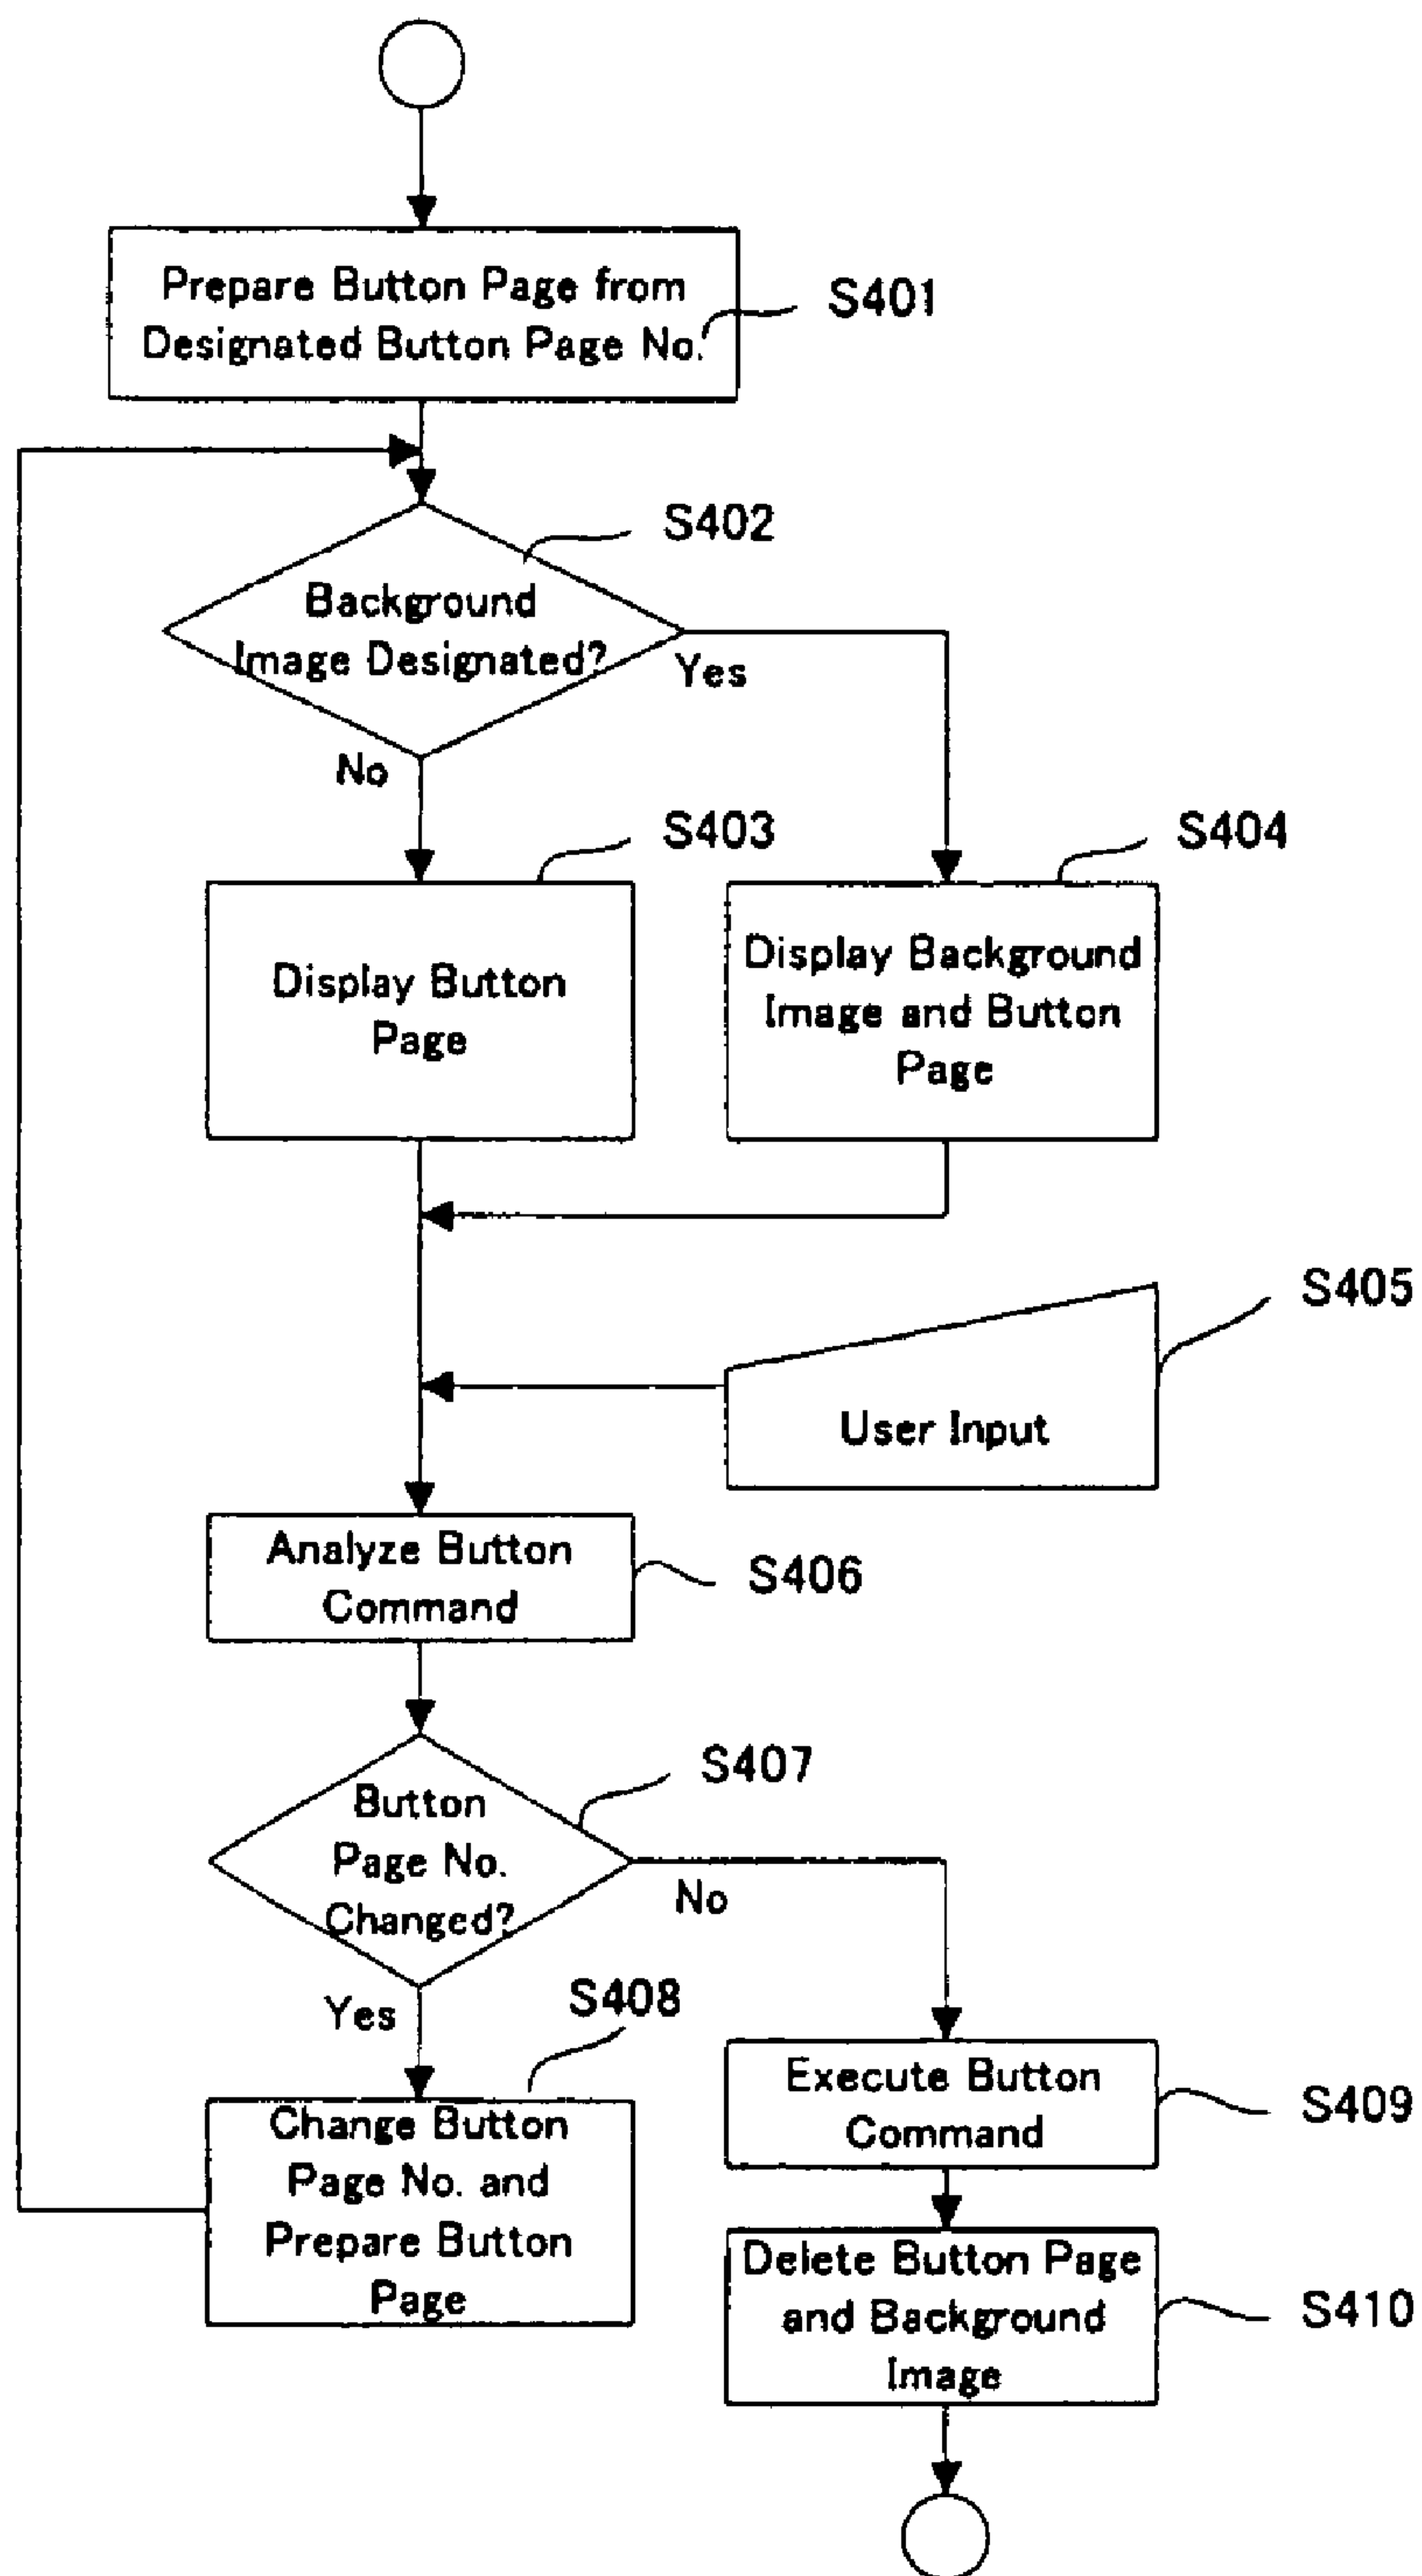 Prepare Button Page from
Designated Button Page No.
S401
S402
Background
Image Designated?
Yes
No
S403
S404
Display Button
Page
Display Background
Image and Button
Page
S405
User Input
Analyze Button
Command
S406
S407
Button
Page No.
Changed?
No
Yes
S408
Change Button
Page No. and
Prepare Button
Page
Execute Button
Command
S409
Delete Button Page
and Background
Image
S410